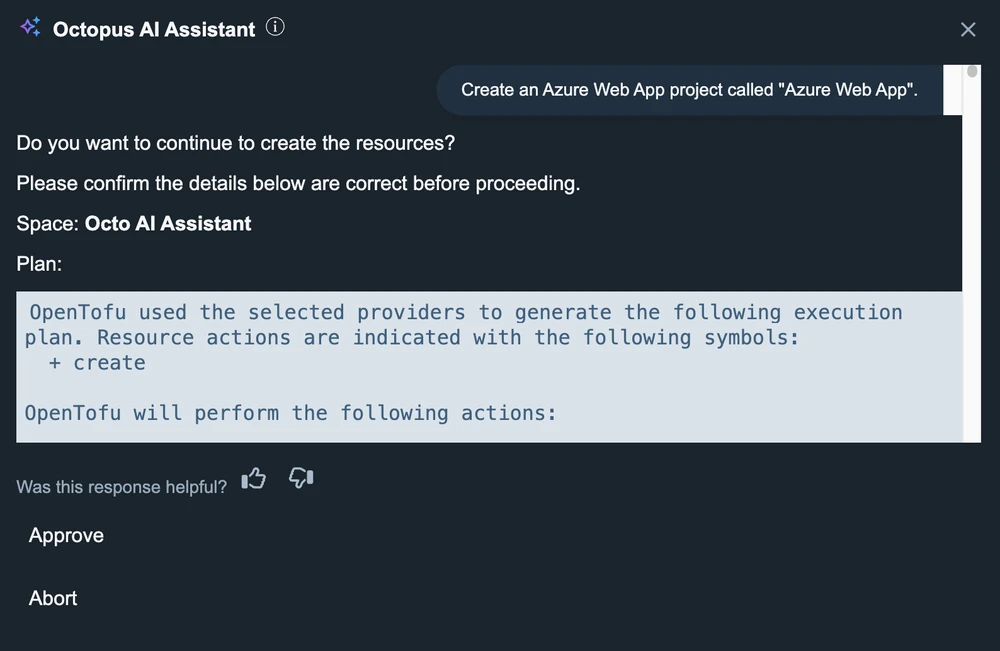 Octopus AI Assistant
Create an Azure Web App project called "Azure Web App".
Do you want to continue to create the resources?
Please confirm the details below are correct before proceeding.
Space: Octo AI Assistant
Plan:
OpenTofu used the selected providers to generate the following execution
plan. Resource actions are indicated with the following symbols:
+ create
OpenTofu will perform the following actions:
Was this response helpful?
Approve
Abort